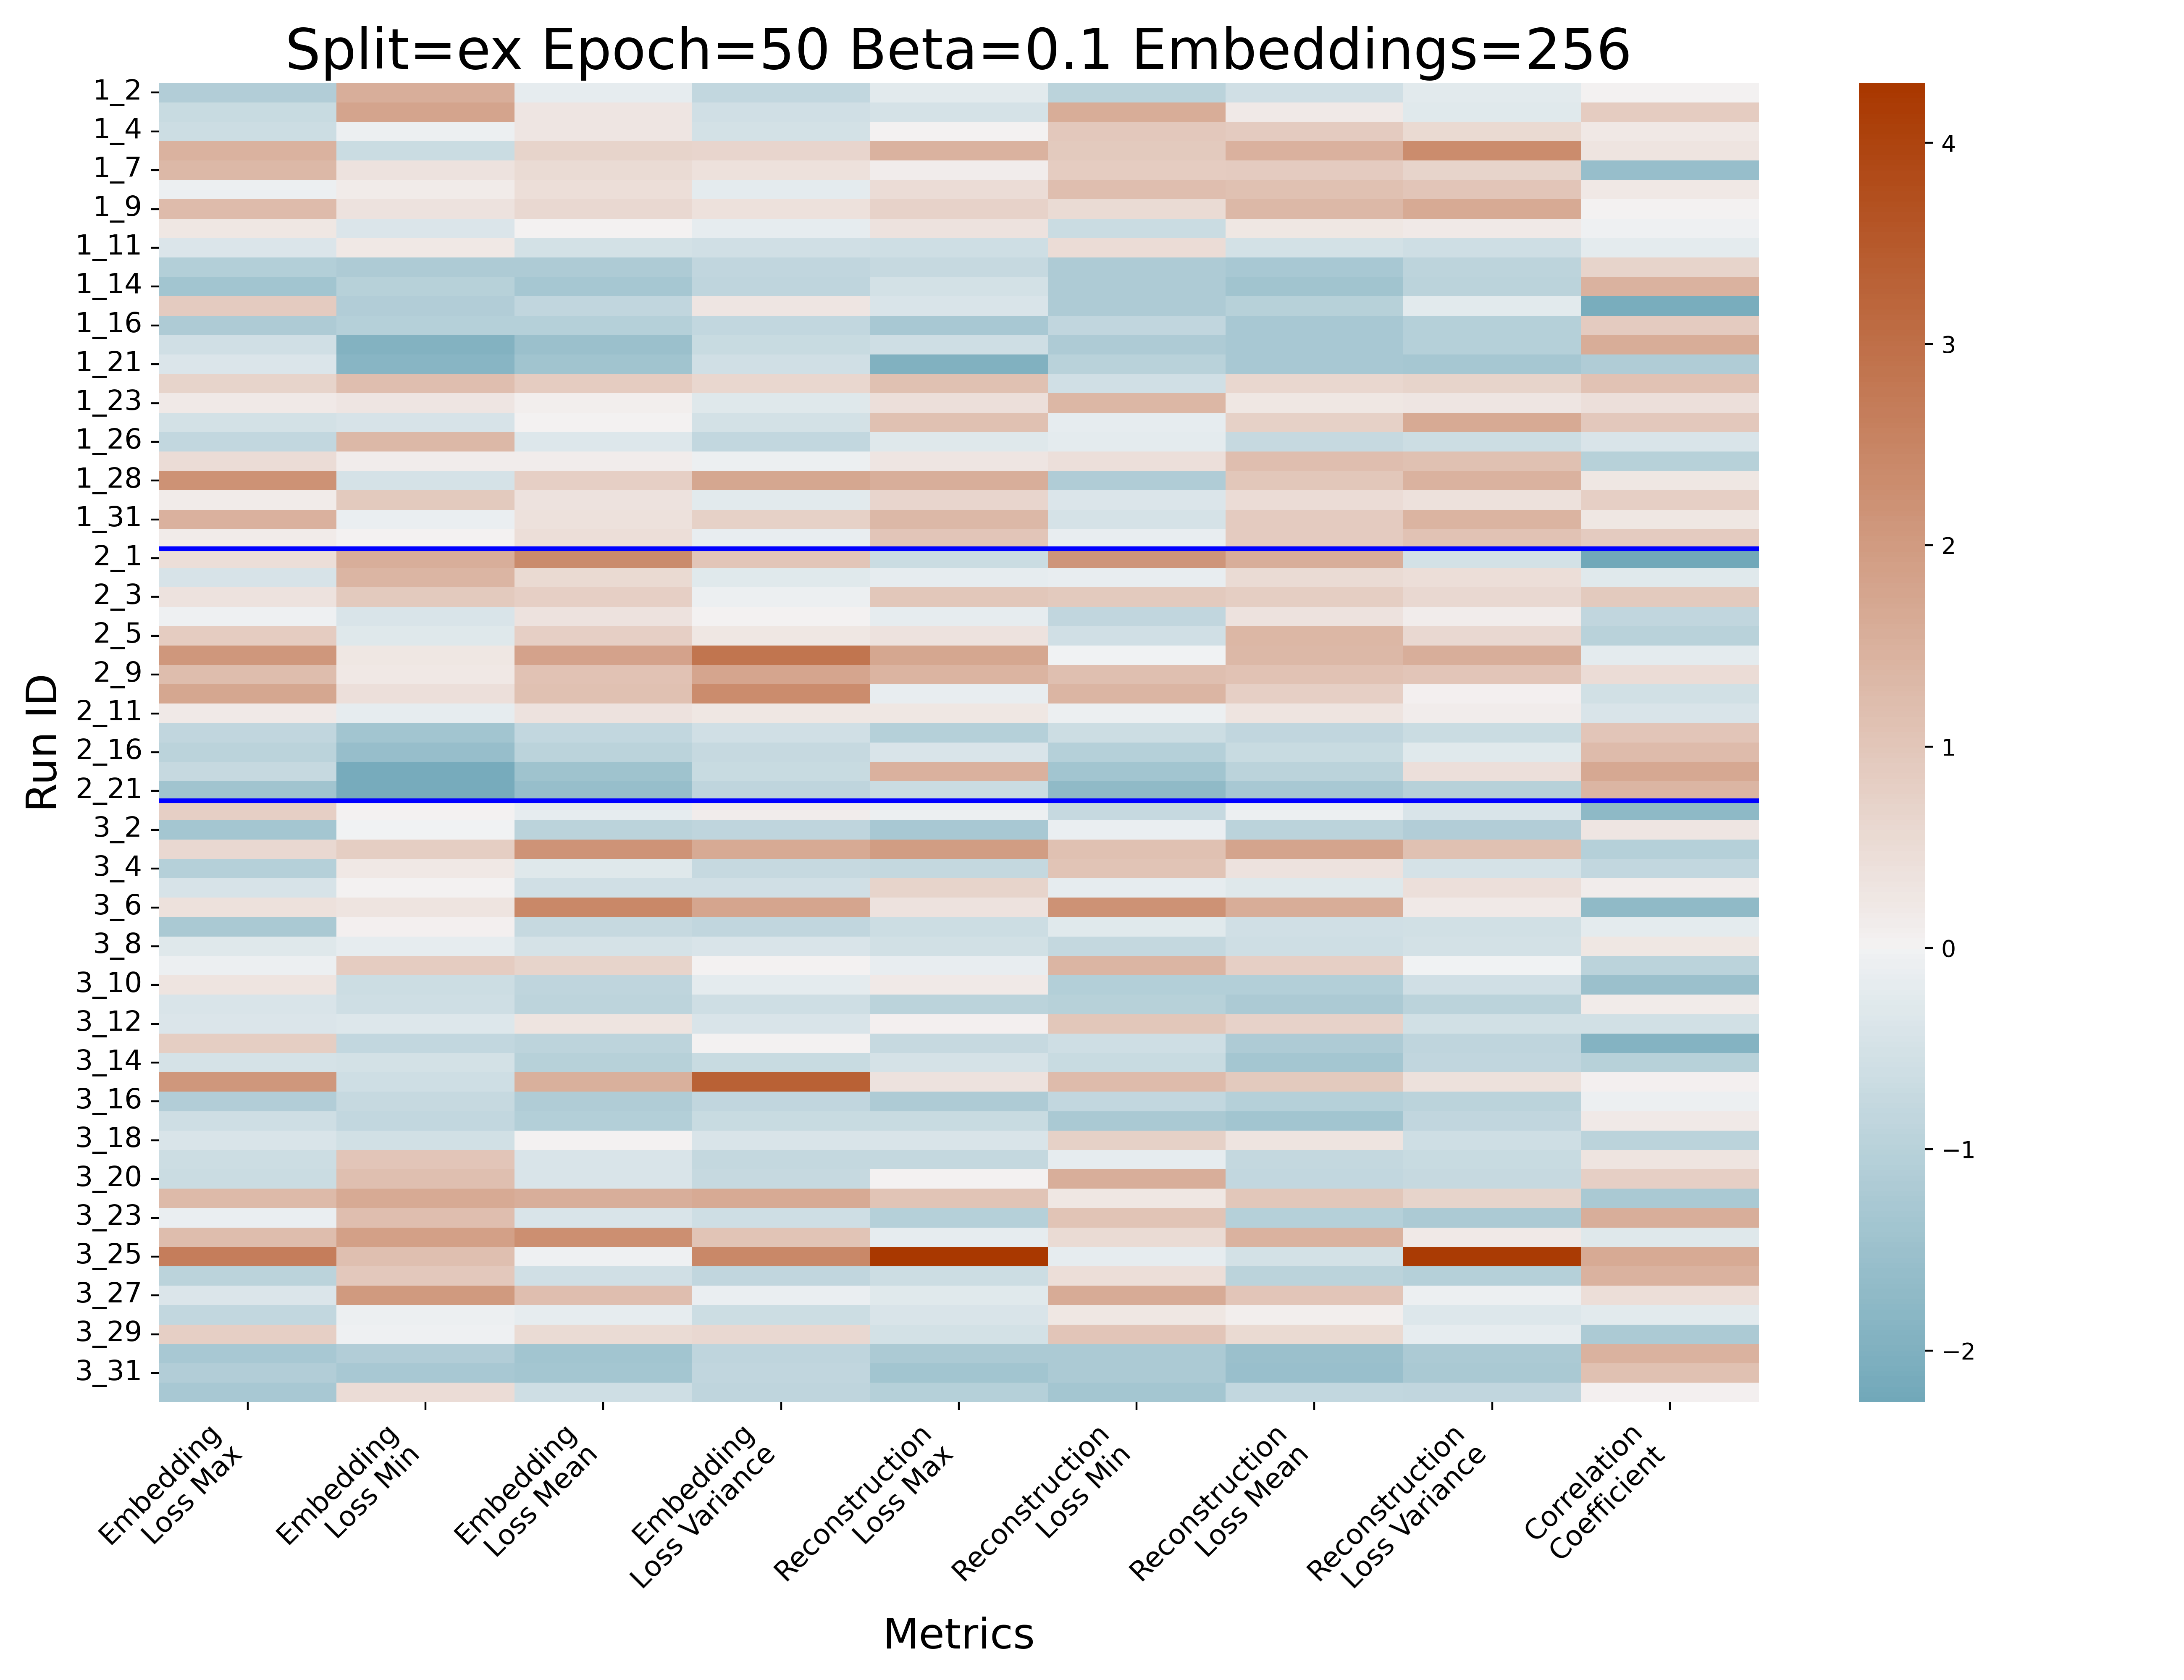 Split=ex Epoch=50 Beta=0.1 Embeddings=256
Run ID
1_2
1_4
1_7
1_9
1_11
1_14
1_16
1_21
1_23
1_26
1_28
1_31
2_1
2_3
2_5
2_9
2_11
2_16
2_21
3_2
3_4
3_6
3_8
3_10
3_12
3_14
3_16
3_18
3_20
3_23
3_25
3_27
3_29
3_31
Embedding
Loss Max
Embedding
Loss Min
Embedding
Loss Mean
Embedding
Loss Variance
Reconstruction
Loss Max
Reconstruction
Loss Min
Reconstruction
Loss Mean
Reconstruction
Loss Variance
Correlation
Coefficient
Metrics
4
3
2
1
0
−1
−2